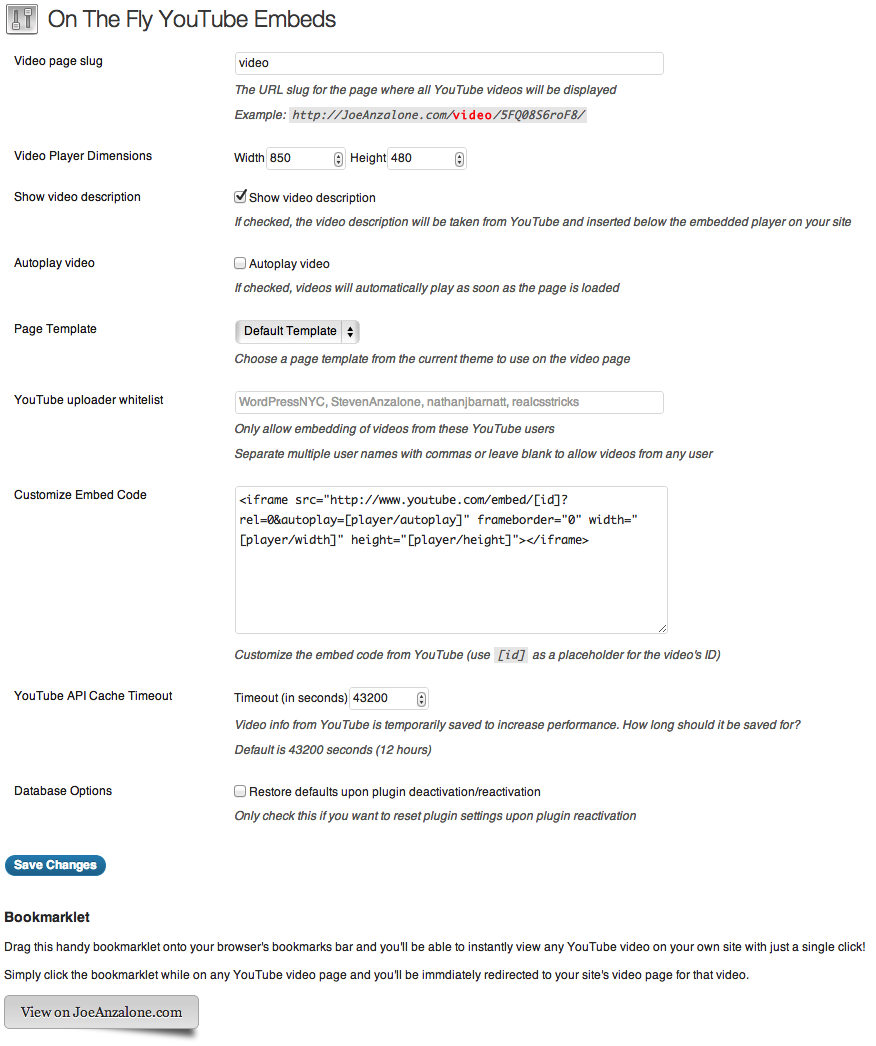 On The Fly YouTube Embeds
Video page slug
video
The URL slug for the page where all YouTube videos will be displayed
Example: http://JoeAnzalone.com/video/5FQ08S6roF8/
Video Player Dimensions
Width 850 Height 480
Show video description
Show video description
If checked, the video description will be taken from YouTube and inserted below the embedded player on your site
Autoplay video
Autoplay video
If checked, videos will automatically play as soon as the page is loaded
Page Template
Default Template
Choose a page template from the current theme to use on the video page
YouTube uploader whitelist
WordPressNYC, StevenAnzalone, nathanjbarnatt, realcsstricks
Only allow embedding of videos from these YouTube users
Separate multiple user names with commas or leave blank to allow videos from any user
Customize Embed Code
<iframe src="http://www.youtube.com/embed/[id]?
rel=0&autoplay=[player/autoplay]" frameborder="0" width="
[player/width]" height="[player/height]"></iframe>
Customize the embed code from YouTube (use [id] as a placeholder for the video's ID)
YouTube API Cache Timeout
Timeout (in seconds) 43200
Video info from YouTube is temporarily saved to increase performance. How long should it be saved for?
Default is 43200 seconds (12 hours)
Database Options
Restore defaults upon plugin deactivation/reactivation
Only check this if you want to reset plugin settings upon plugin reactivation
Save Changes
Bookmarklet
Drag this handy bookmarklet onto your browser's bookmarks bar and you'll be able to instantly view any YouTube video on your own site with just a single click!
Simply click the bookmarklet while on any YouTube video page and you'll be immdiately redirected to your site's video page for that video.
View on JoeAnzalone.com